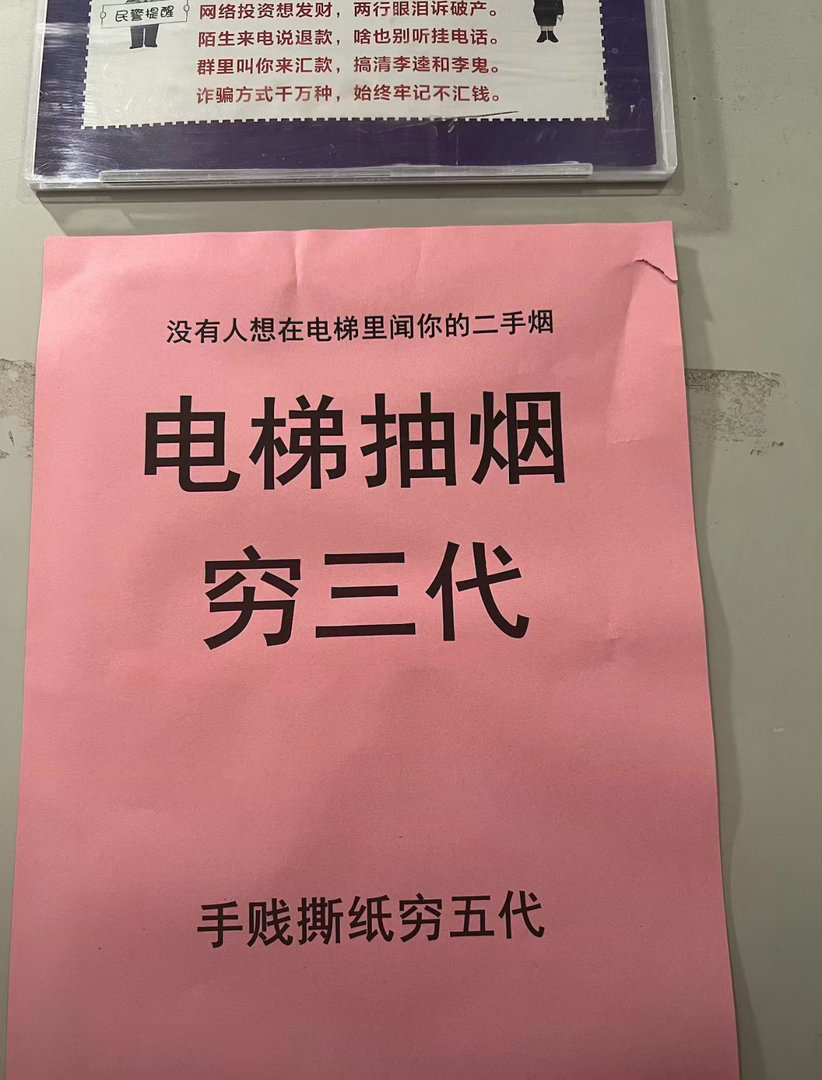 民警提醒
网络投资想发财，两行眼泪诉破产。
陌生来电说退款，啥也别听挂电话。
群里叫你来汇款，搞清李逵和李鬼。
诈骗方式千万种，始终牢记不汇钱。
没有人想在电梯里闻你的二手烟
电梯抽烟
穷三代
手贱撕纸穷五代